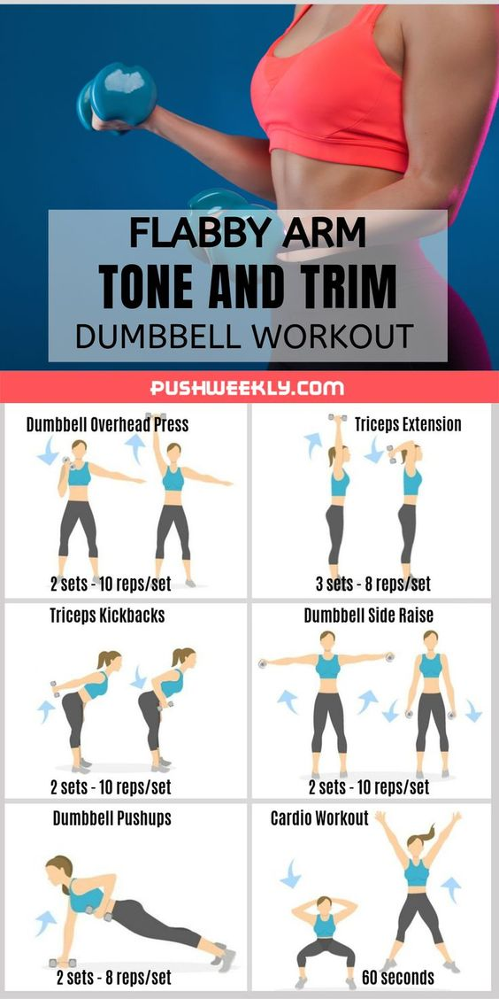 FLABBY ARM
TONE AND TRIM
DUMBBELL WORKOUT
PUSHWEEKLY.COM
Dumbbell Overhead Press
2 sets - 10 reps/set
Triceps Extension
3 sets - 8 reps/set
Triceps Kickbacks
2 sets - 10 reps/set
Dumbbell Side Raise
2 sets - 10 reps/set
Dumbbell Pushups
2 sets - 8 reps/set
Cardio Workout
60 seconds